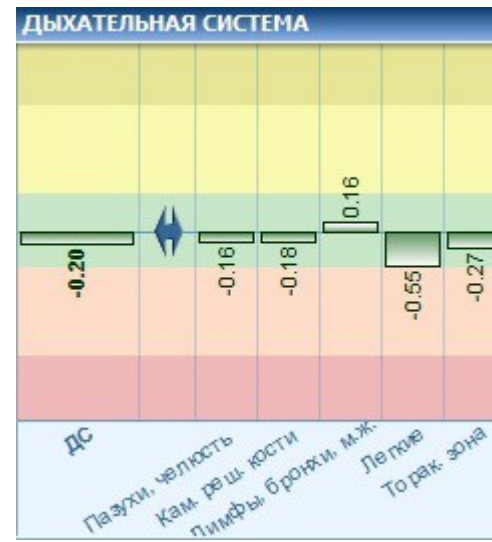 ДЫХАТЕЛЬНАЯ СИСТЕМА
0.16
-0.20
-0.16
-0.18
-0.55
-0.27
ДС
Пазухи, челюсть
Кам. реш. кости
Лимфы, бронхи, м.ж.
Легкие
Торак. зона